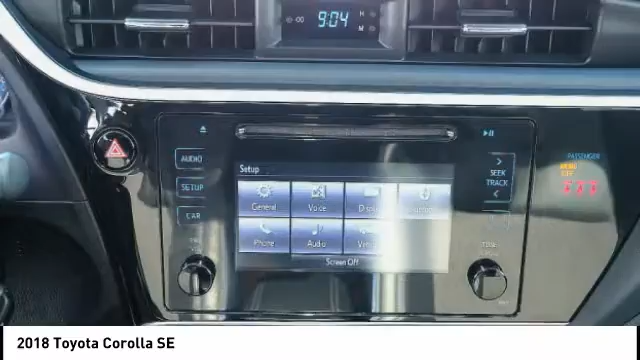 9:04
AUDIO
SETUP
CAR
Setup
General
Voice
Phone
Audio
Screen Off
SEEK
TRACK
PASSENGER
2018 Toyota Corolla SE